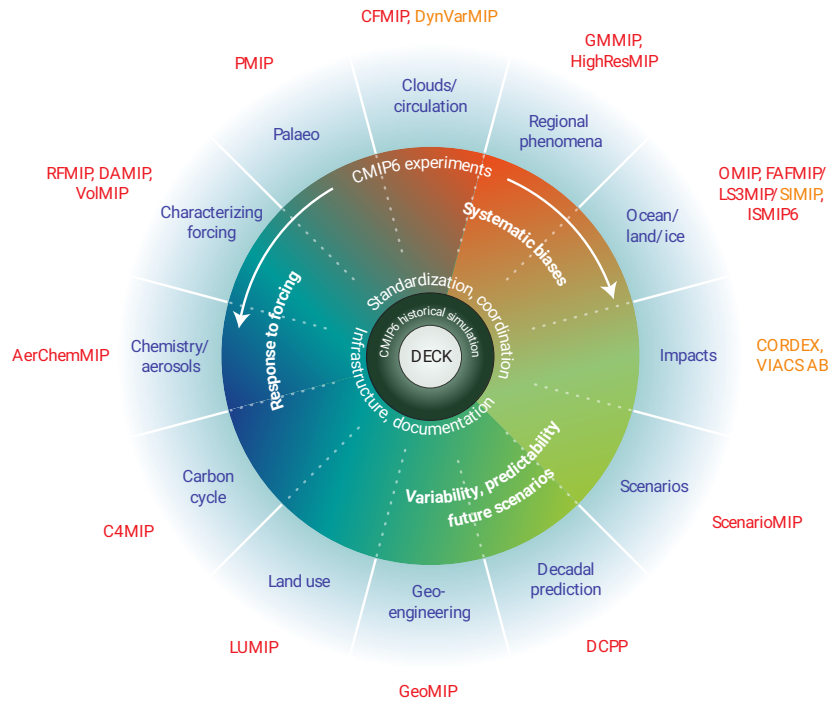 CFMIP, DynVarMIP
GMMIP,
HighResMIP
PMIP
Clouds/
circulation
Regional
phenomena
Palaeo
CMIP6 experiments
RFMIP, DAMIP,
VolMIP
OMIP, FAFMIP/
LS3MIP/SIMIP,
ISMIP6
Characterizing
forcing
Ocean/
land/ice
Systematic biases
Response to forcing
Standardization, coordination
Infrastructure, documentation
CMIP6 historical simulation
DECK
AerChemMIP
Chemistry/
aerosols
Impacts
CORDEX,
VIACS AB
Variability, predictability
future scenarios
Carbon
cycle
Scenarios
C4MIP
ScenarioMIP
Land use
Geo-
engineering
Decadal
prediction
LUMIP
DCPP
GeoMIP